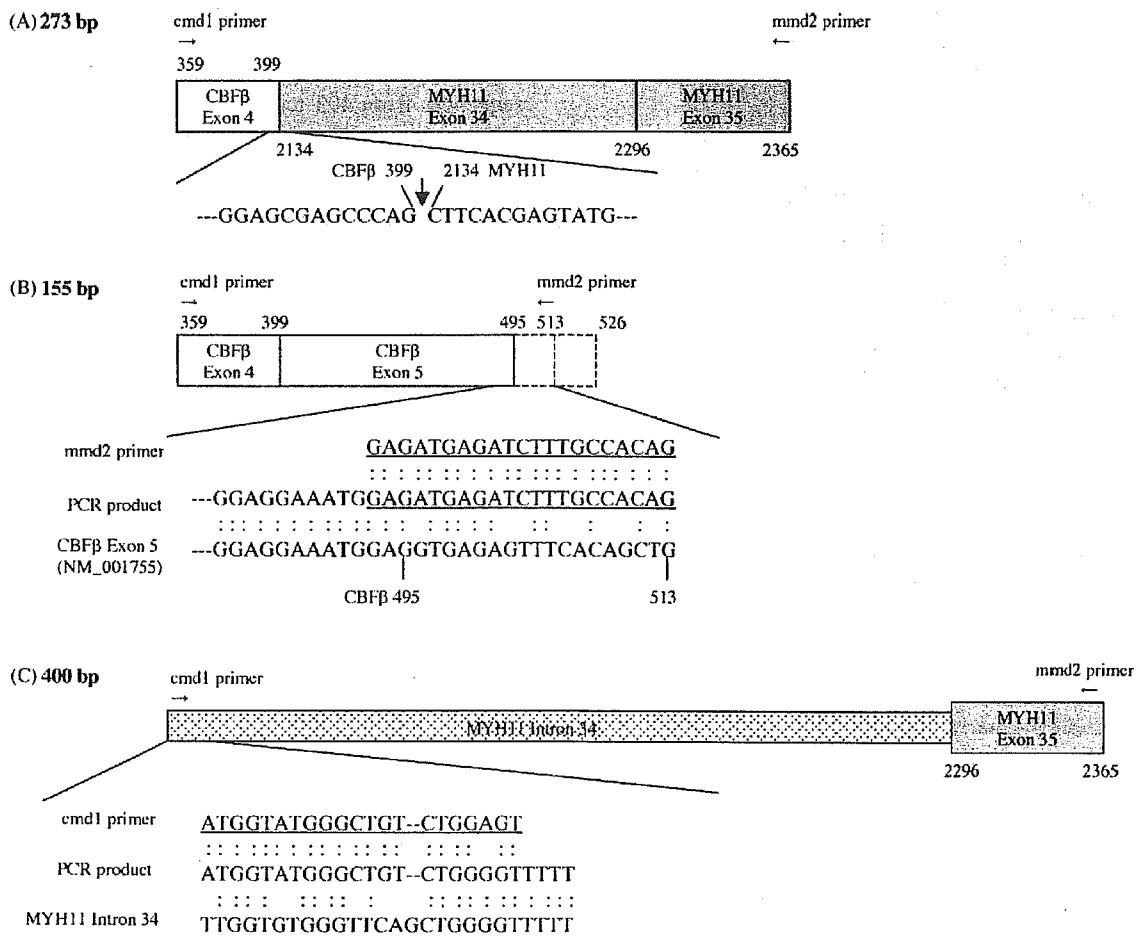 (A) 273 bp
cmd1 primer
mmd2 primer
359 399
CBFβ Exon 4
MYH11 Exon 34
MYH11 Exon 35
2134 2296 2365
CBFβ 399 2134 MYH11
---GGAGCGAGCCCAG CTTCACGAGTATG---
(B) 155 bp
cmd1 primer
mmd2 primer
359 399 495 513 526
CBFβ Exon 4
CBFβ Exon 5
mmd2 primer GAGATGAGATCTTTGCCACAG
PCR product ---GGAGGAAATGGAGATGAGATCTTTGCCACAG
CBFβ Exon 5 ---GGAGGAAATGGAGGTGAGAGTTTCACAGCTG
(NM_001755)
CBFβ 495 513
(C) 400 bp
cmd1 primer
mmd2 primer
MYH11 Intron 34
MYH11 Exon 35
2296 2365
cmd1 primer ATGGTATGGGCTGT--CTGGAGT
PCR product ATGGTATGGGCTGT--CTGGGGTTTTT
MYH11 Intron 34 TTGGTGTGGGTTCAGCTGGGGTTTTT